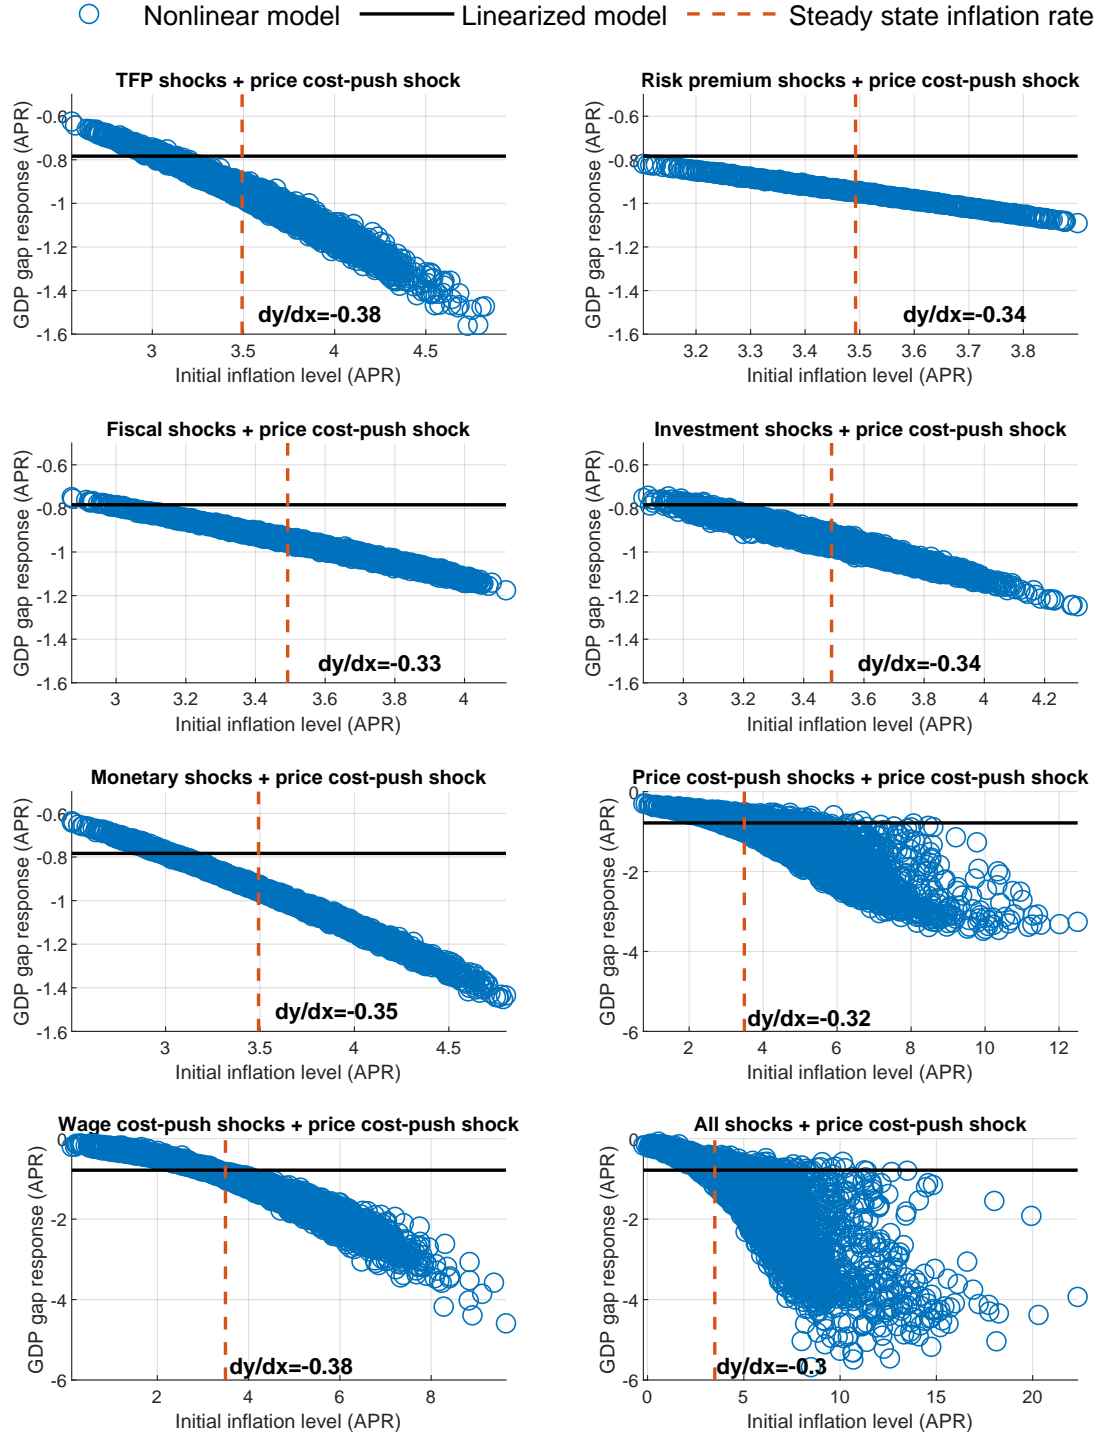 Nonlinear model Linearized model Steady state inflation rate
TFP shocks + price cost-push shock
GDP gap response (APR)
-0.6
-0.8
-1
-1.2
-1.4
-1.6
dy/dx=-0.38
3 3.5 4 4.5
Initial inflation level (APR)
Risk premium shocks + price cost-push shock
GDP gap response (APR)
-0.6
-0.8
-1
-1.2
-1.4
-1.6
dy/dx=-0.34
3.2 3.3 3.4 3.5 3.6 3.7 3.8
Initial inflation level (APR)
Fiscal shocks + price cost-push shock
GDP gap response (APR)
-0.6
-0.8
-1
-1.2
-1.4
-1.6
dy/dx=-0.33
3 3.2 3.4 3.6 3.8 4
Initial inflation level (APR)
Investment shocks + price cost-push shock
GDP gap response (APR)
-0.6
-0.8
-1
-1.2
-1.4
-1.6
dy/dx=-0.34
3 3.2 3.4 3.6 3.8 4 4.2
Initial inflation level (APR)
Monetary shocks + price cost-push shock
GDP gap response (APR)
-0.6
-0.8
-1
-1.2
-1.4
-1.6
dy/dx=-0.35
3 3.5 4 4.5
Initial inflation level (APR)
Price cost-push shocks + price cost-push shock
GDP gap response (APR)
0
-2
-4
-6
dy/dx=-0.32
2 4 6 8 10 12
Initial inflation level (APR)
Wage cost-push shocks + price cost-push shock
GDP gap response (APR)
0
-2
-4
-6
dy/dx=-0.38
2 4 6 8
Initial inflation level (APR)
All shocks + price cost-push shock
GDP gap response (APR)
0
-2
-4
-6
dy/dx=-0.3
0 5 10 15 20
Initial inflation level (APR)